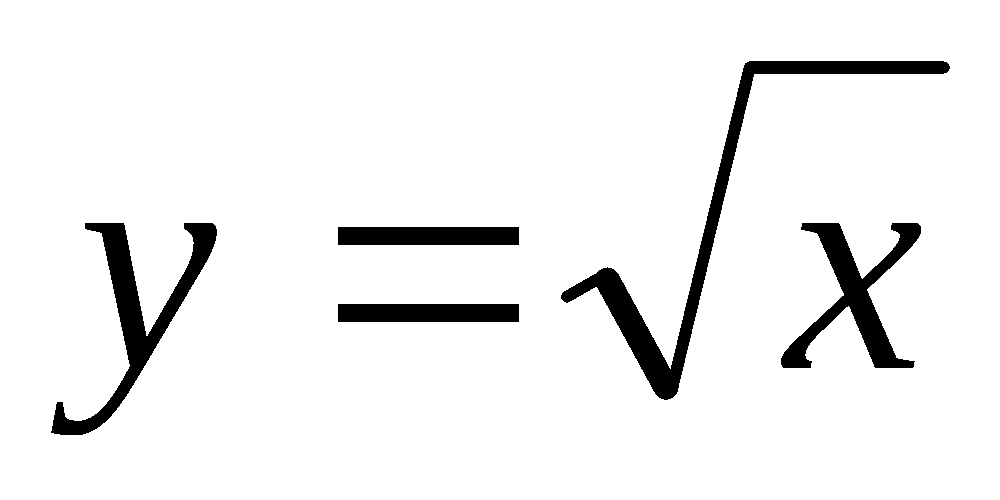 y = √x